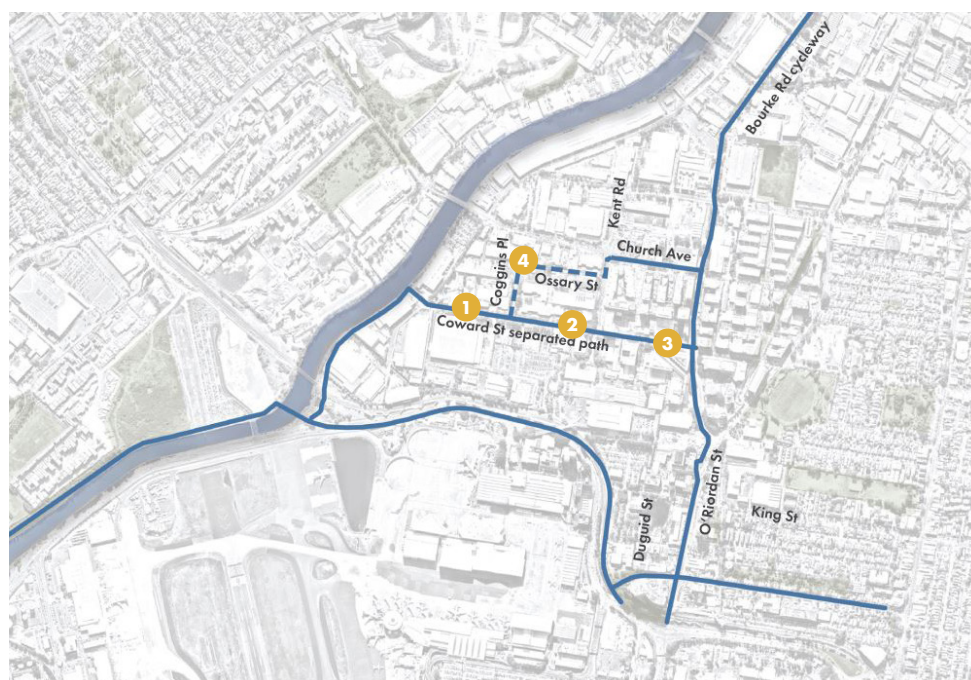 Bourke Rd cycleway
Kent Rd
Church Ave
Coggins Pl
4
Ossary St
1
2
3
Coward St separated path
O'Riordan St
King St
Duguid St